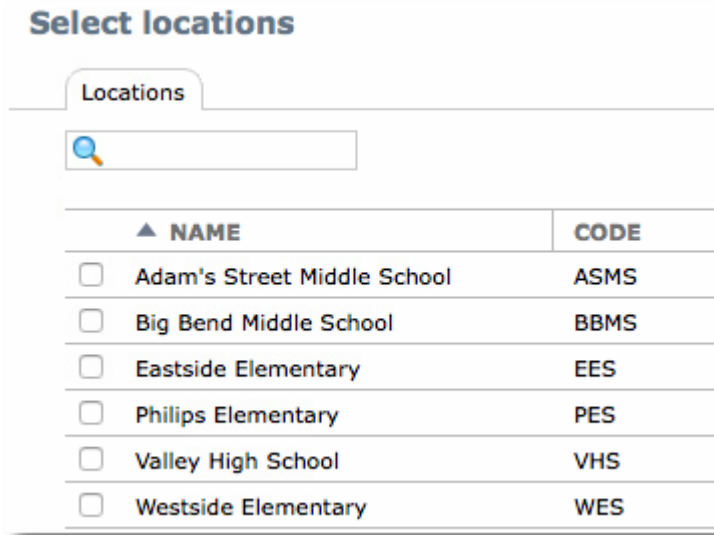 Select locations
Locations
NAME CODE
Adam's Street Middle School ASMS
Big Bend Middle School BBMS
Eastside Elementary EES
Philips Elementary PES
Valley High School VHS
Westside Elementary WES